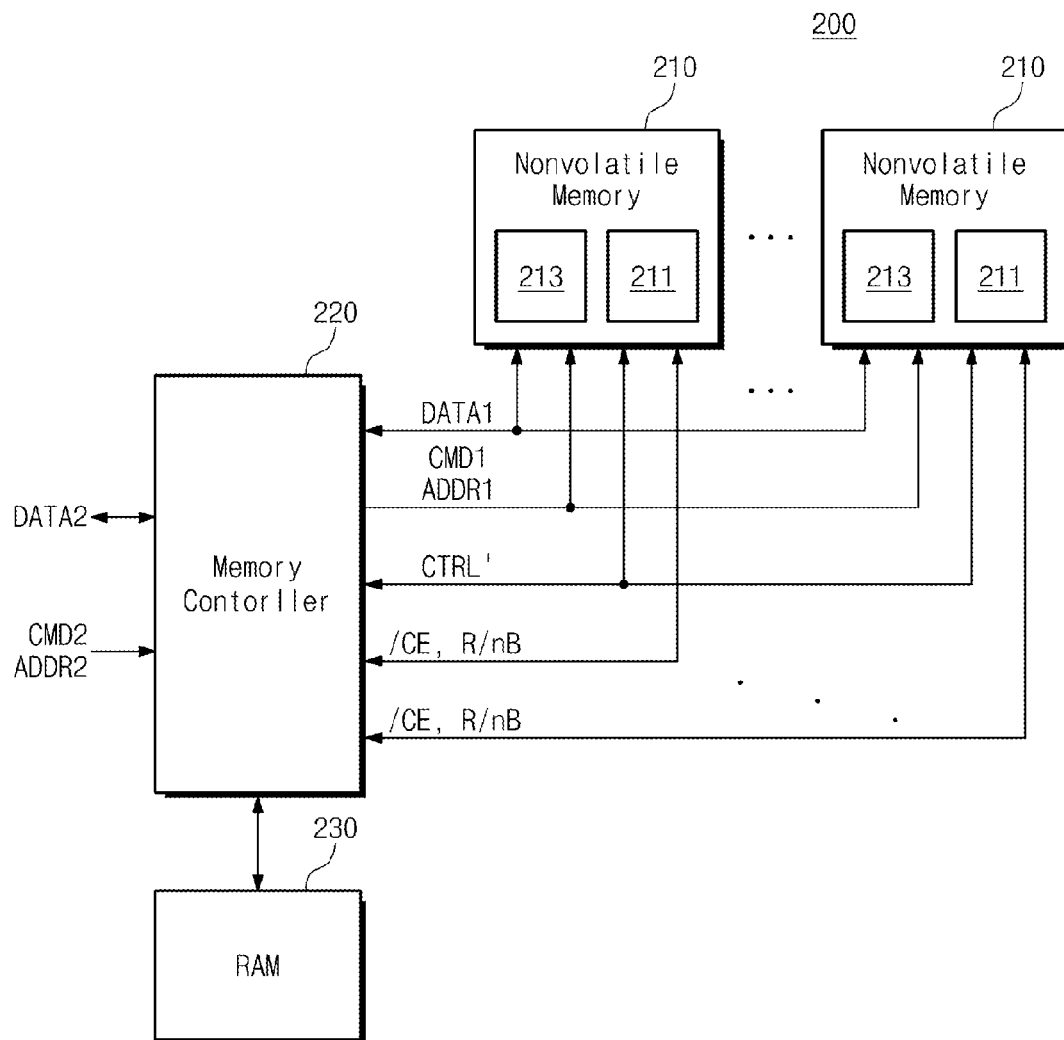 200
210
210
Nonvolatile
Memory
Nonvolatile
Memory
...
213
211
213
211
220
...
DATA1
CMD1
ADDR1
DATA2
CTRL'
Memory
Contorller
CMD2
ADDR2
/CE, R/nB
/CE, R/nB
230
RAM